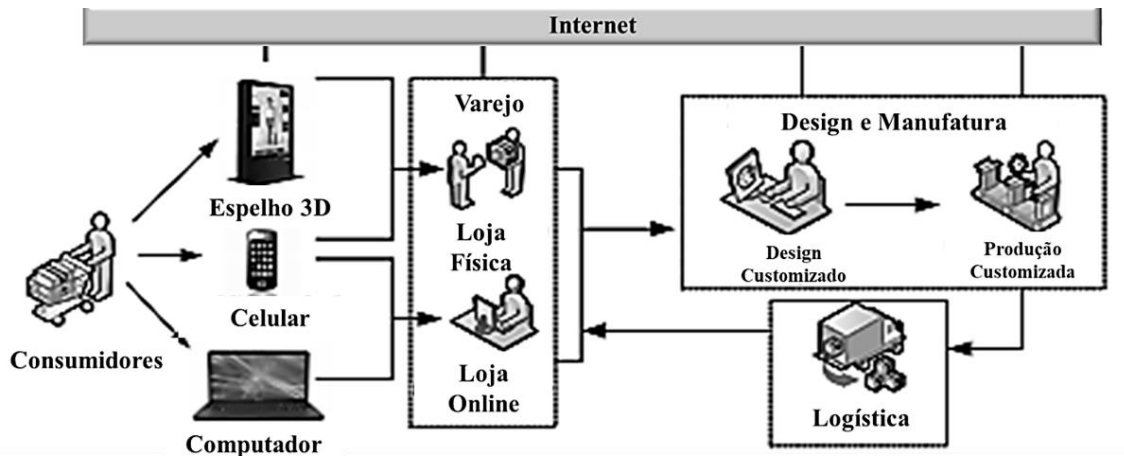 Internet
Espelho 3D
Celular
Computador
Consumidores
Varejo
Loja
Física
Loja
Online
Design e Manufatura
Design
Customizado
Produção
Customizada
Logística